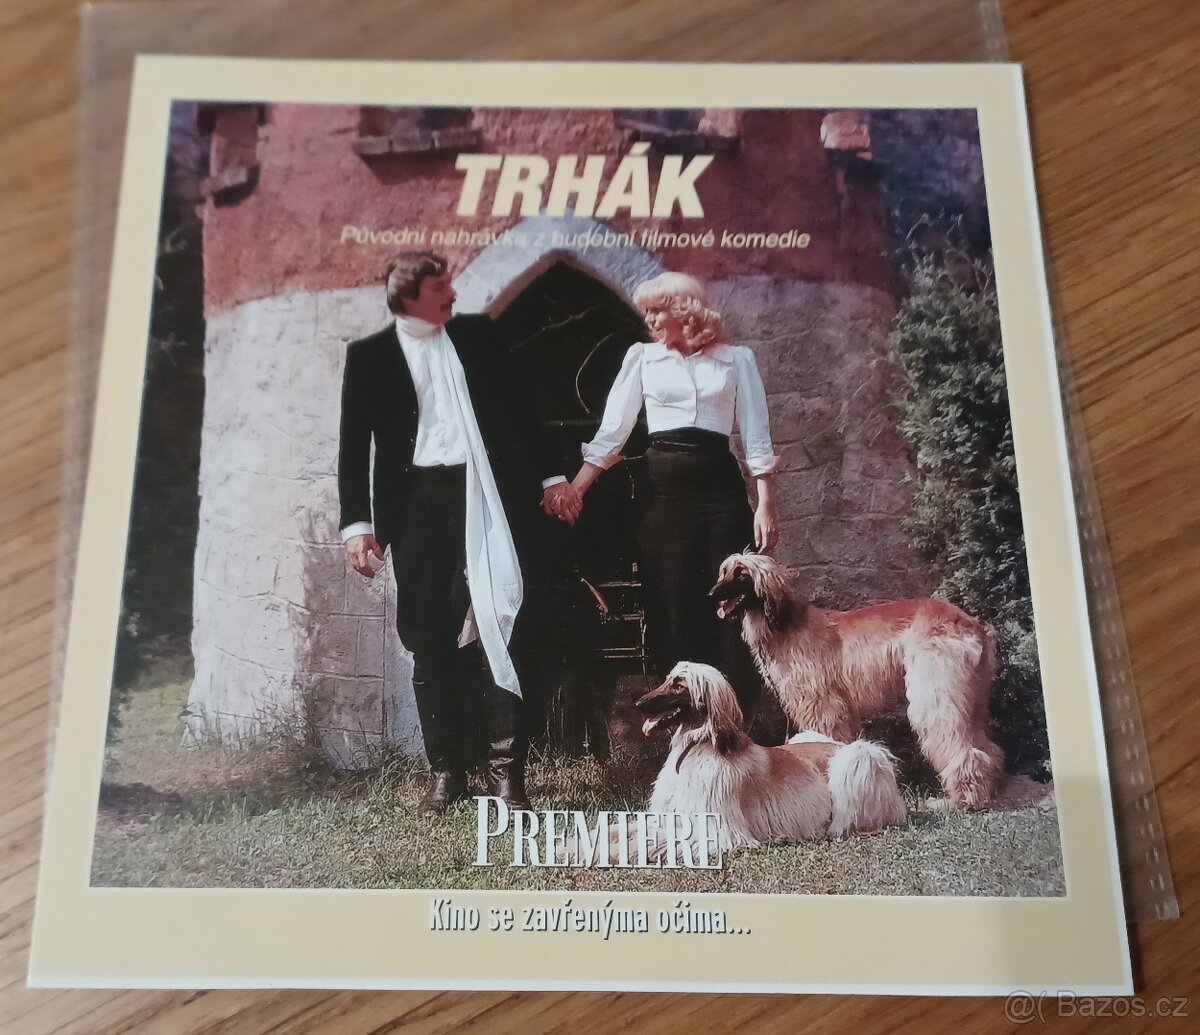 TRHÁK
Původní nahrávka z hudební filmové komedie
PREMIERE
Kino se zavřenýma očima...
@( Bazos.cz